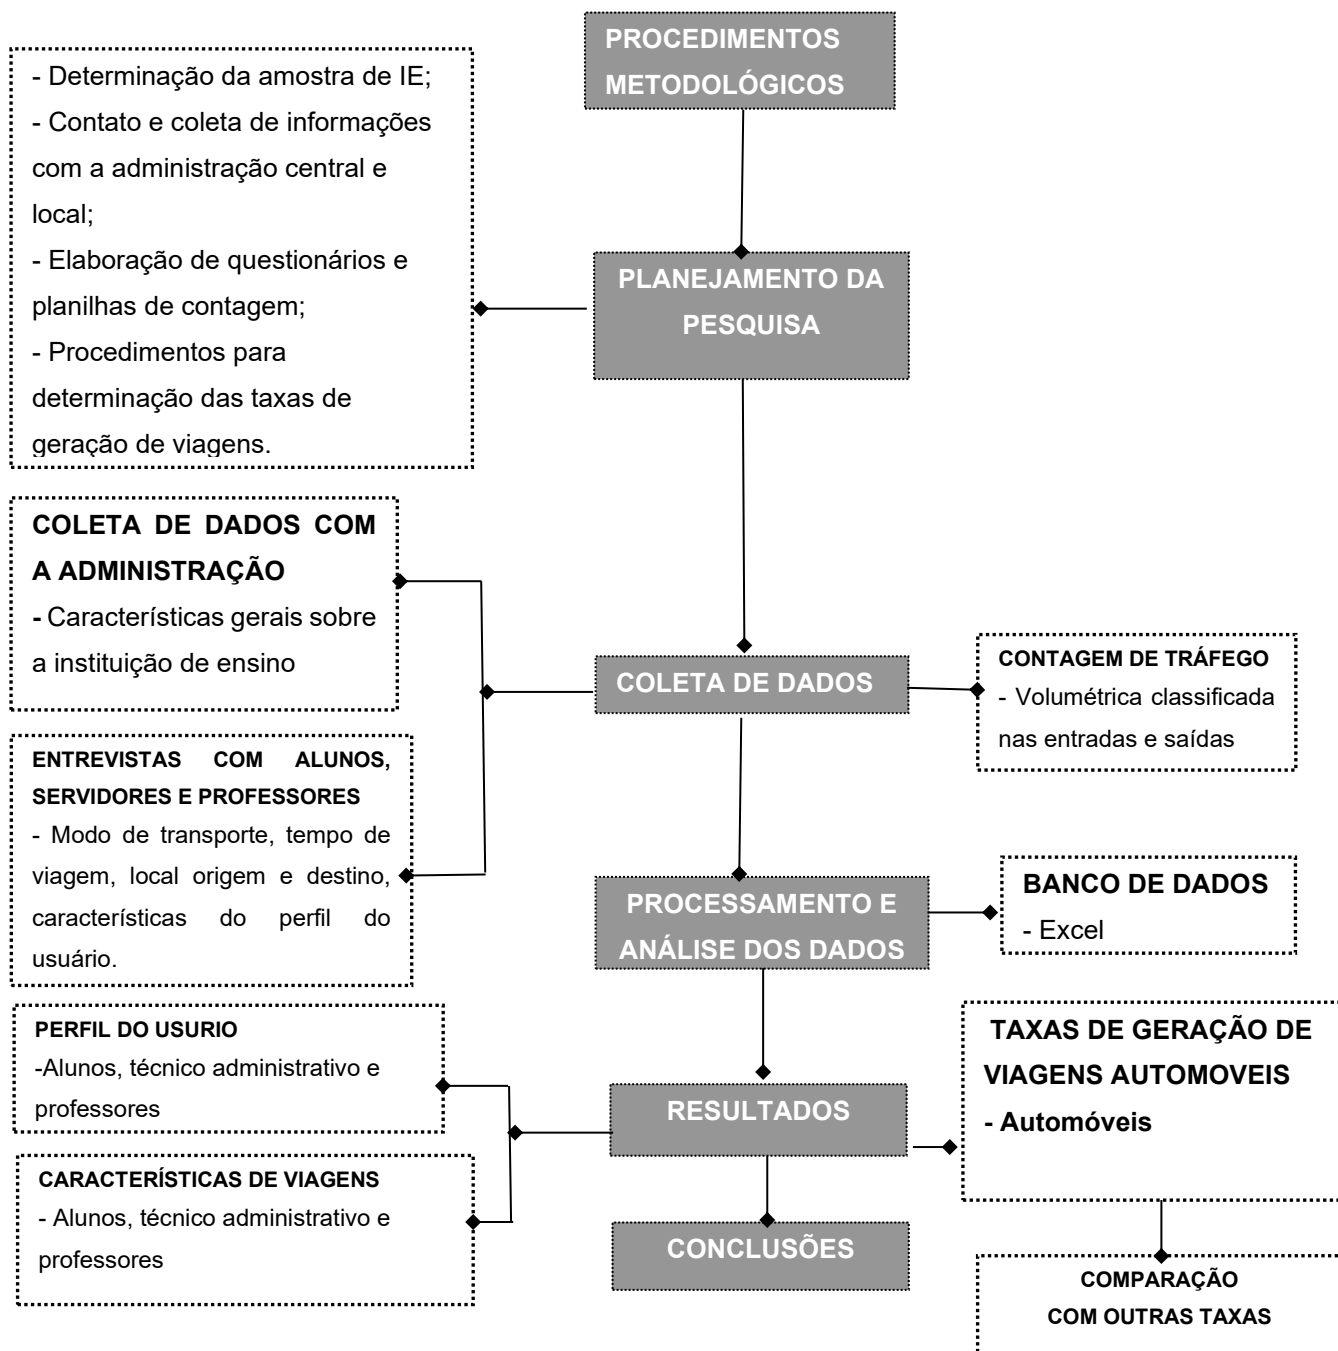 PROCEDIMENTOS
METODOLÓGICOS
- Determinação da amostra de IE;
- Contato e coleta de informações
com a administração central e
local;
- Elaboração de questionários e
planilhas de contagem;
- Procedimentos para
determinação das taxas de
geração de viagens.
PLANEJAMENTO DA
PESQUISA
COLETA DE DADOS COM
A ADMINISTRAÇÃO
- Característícas gerais sobre
a instituição de ensino
COLETA DE DADOS
CONTAGEM DE TRÁFEGO
- Volumétrica classificada
nas entradas e saídas
ENTREVISTAS COM ALUNOS,
SERVIDORES E PROFESSORES
- Modo de transporte, tempo de
viagem, local origem e destino,
característícas do perfil do
usuário.
PROCESSAMENTO E
ANÁLISE DOS DADOS
BANCO DE DADOS
- Excel
PERFIL DO USURIO
-Alunos, técnico administrativo e
professores
RESULTADOS
TAXAS DE GERAÇÃO DE
VIAGENS AUTOMOVEIS
- Automóveis
CARACTERÍSTICAS DE VIAGENS
- Alunos, técnico administrativo e
professores
CONCLUSÕES
COMPARAÇÃO
COM OUTRAS TAXAS